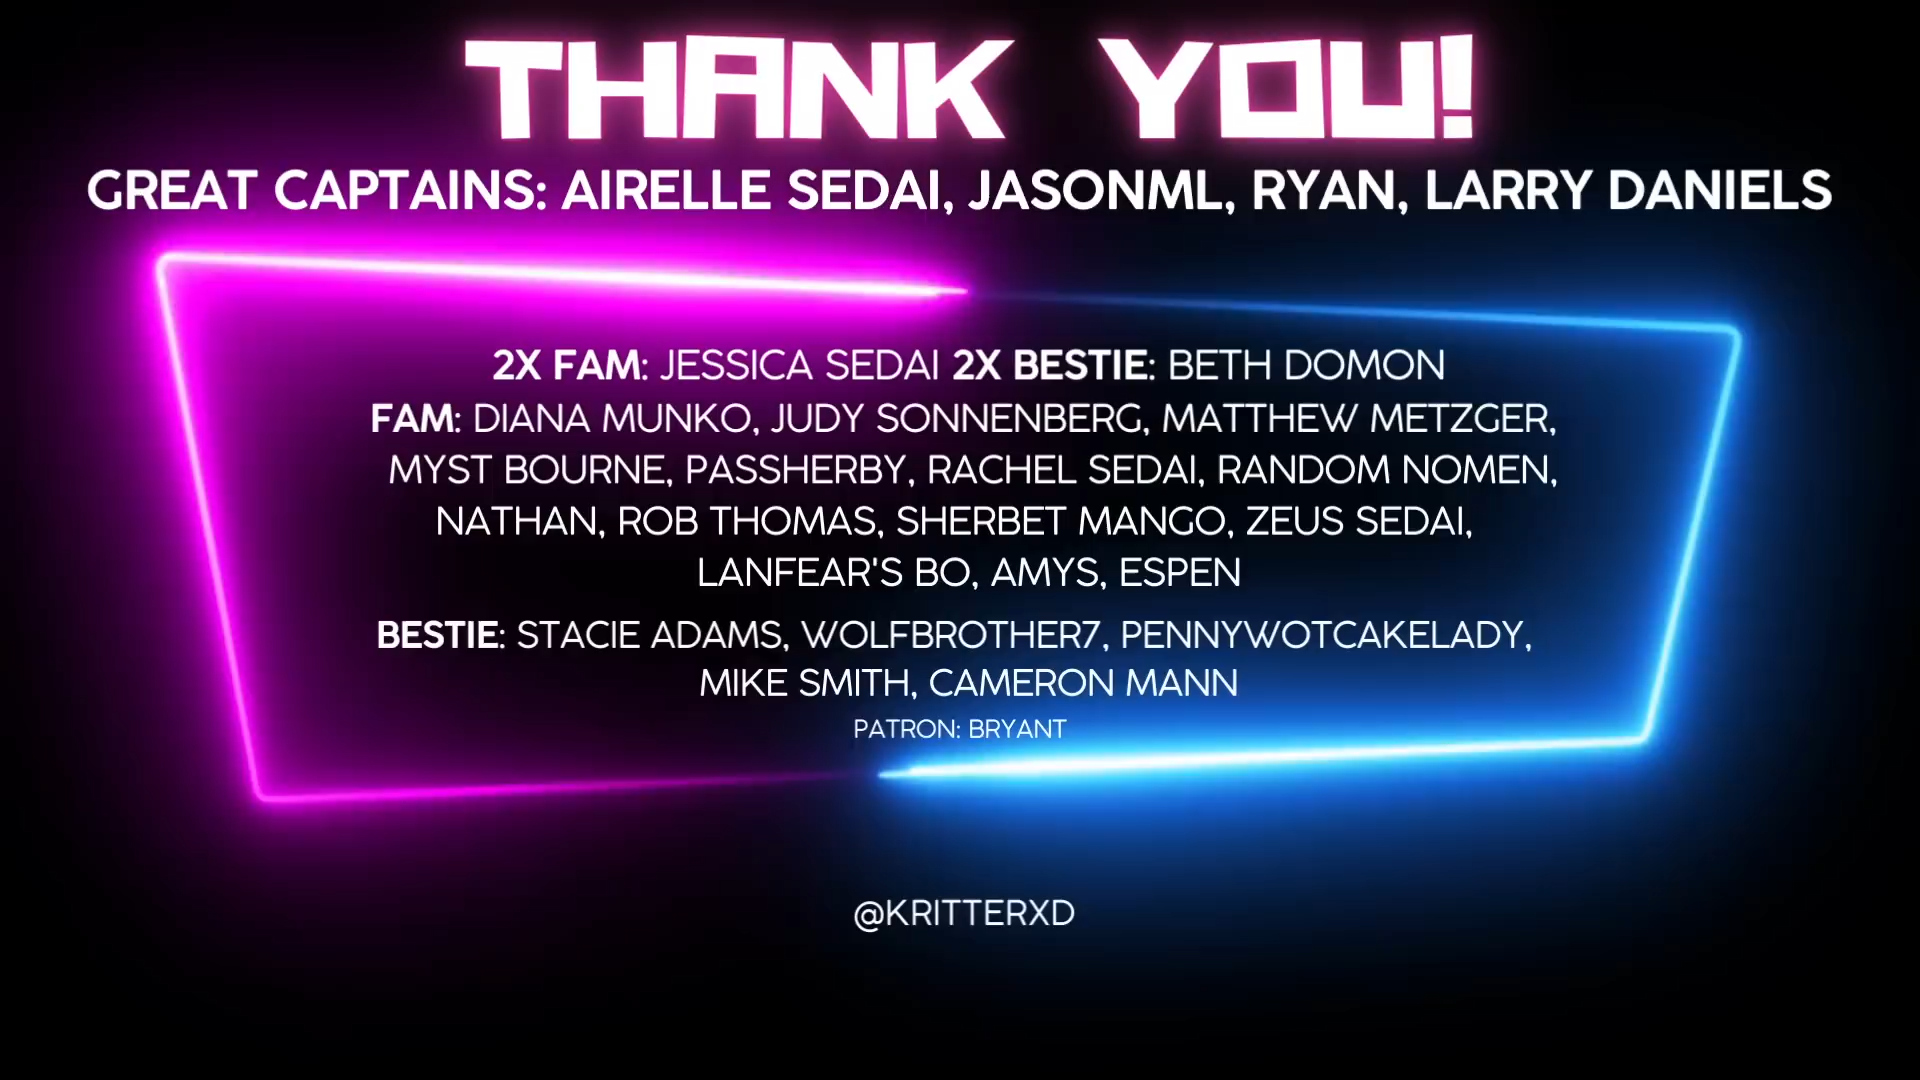 THANK YOU!
GREAT CAPTAINS: AIRELLE SEDAI, JASONML, RYAN, LARRY DANIELS
2X FAM: JESSICA SEDAI 2X BESTIE: BETH DOMON
FAM: DIANA MUNKO, JUDY SONNENBERG, MATTHEW METZGER,
MYST BOURNE, PASSHERBY, RACHEL SEDAI, RANDOM NOMEN,
NATHAN, ROB THOMAS, SHERBET MANGO, ZEUS SEDAI,
LANFEAR'S BO, AMYS, ESPEN
BESTIE: STACIE ADAMS, WOLFBROTHER7, PENNYWOTCAKELADY,
MIKE SMITH, CAMERON MANN
PATRON: BRYANT
@KRITTERXD